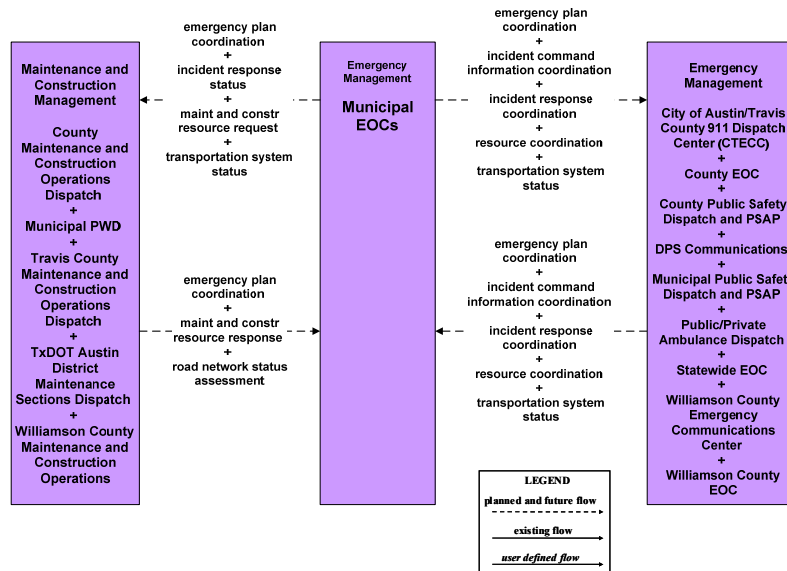 Maintenance and
Construction
Management
County
Maintenance and
Construction
Operations
Dispatch
+
Municipal PWD
+
Travis County
Maintenance and
Construction
Operations
Dispatch
+
TxDOT Austin
District
Maintenance
Sections Dispatch
+
Williamson County
Maintenance and
Construction
Operations
emergency plan
coordination
+
incident response
status
+
maint and constr
resource request
+
transportation system
status
emergency plan
coordination
+
maint and constr
resource response
+
road network status
assessment
Emergency
Management
Municipal
EOCs
emergency plan
coordination
+
incident command
information coordination
+
incident response
coordination
+
resource coordination
+
transportation system
status
emergency plan
coordination
+
incident command
information coordination
+
incident response
coordination
+
resource coordination
+
transportation system
status
Emergency
Management
City of Austin/Travis
County 911 Dispatch
Center (CTECC)
+
County EOC
+
County Public Safety
Dispatch and PSAP
+
DPS Communications
+
Municipal Public Safety
Dispatch and PSAP
+
Public/Private
Ambulance Dispatch
+
Statewide EOC
+
Williamson County
Emergency
Communications
Center
+
Williamson County
EOC
LEGEND
planned and future flow
existing flow
user defined flow